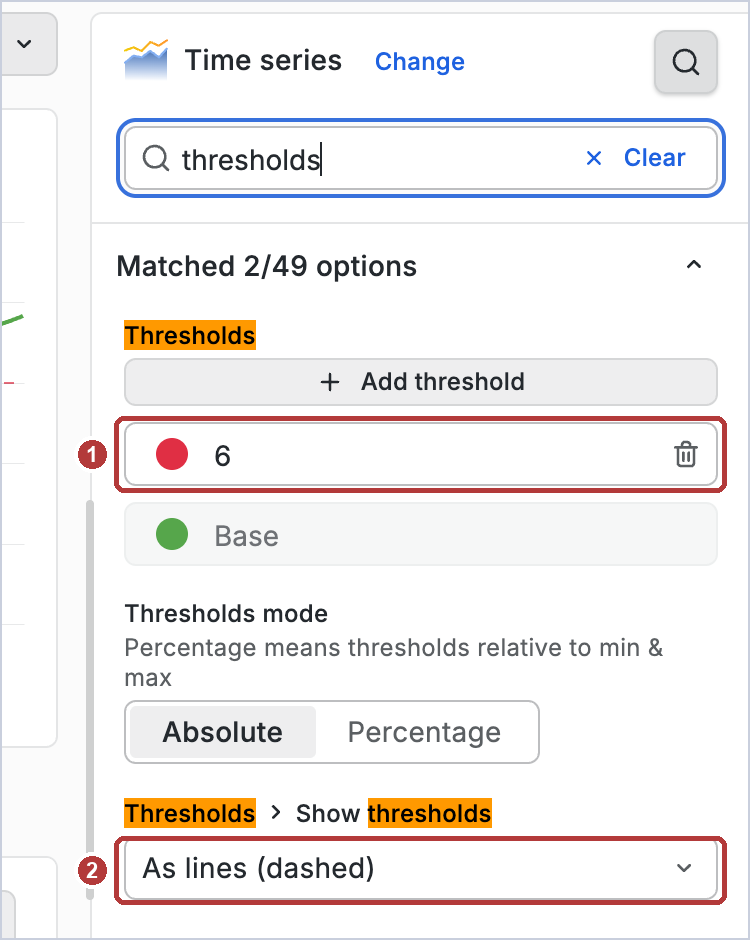 Time series Change
thresholds Clear
Matched 2/49 options
Thresholds
Add threshold
1 6
Base
Thresholds mode
Percentage means thresholds relative to min &
max
Absolute Percentage
Thresholds > Show thresholds
2 As lines (dashed)